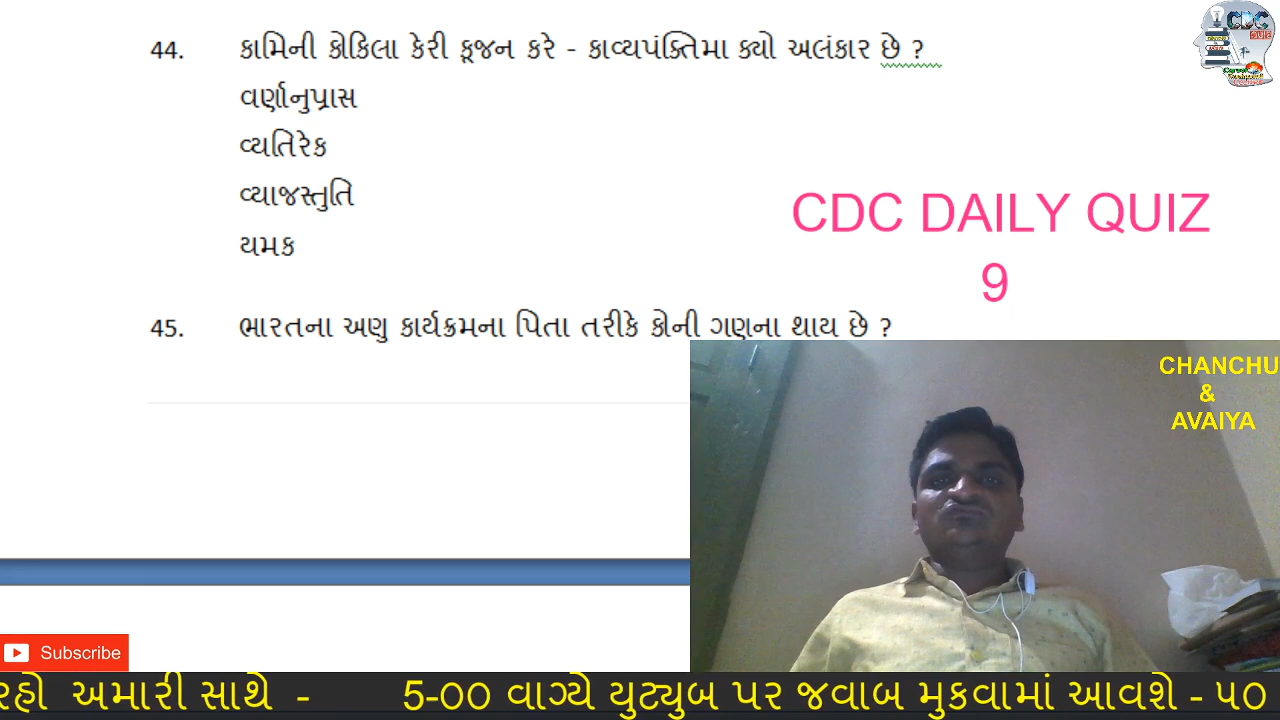 44. કામિની કોકિલા કેરી કૂજન કરે - કાવ્યપંક્તિમા ક્યો અલંકાર છે ?
વર્ણાનુપ્રાસ
વ્યતિરેક
વ્યાજસ્તુતિ
યમક
CDC DAILY QUIZ
9
45. ભારતના અણુ કાર્યક્રમના પિતા તરીકે કોની ગણના થાય છે ?
CHANCHU
&
AVAIYA
Subscribe
રહો અમારી સાથે - 5-00 વાગ્યે યુટ્યુબ પર જવાબ મુકવામાં આવશે - ૫૦
CDC